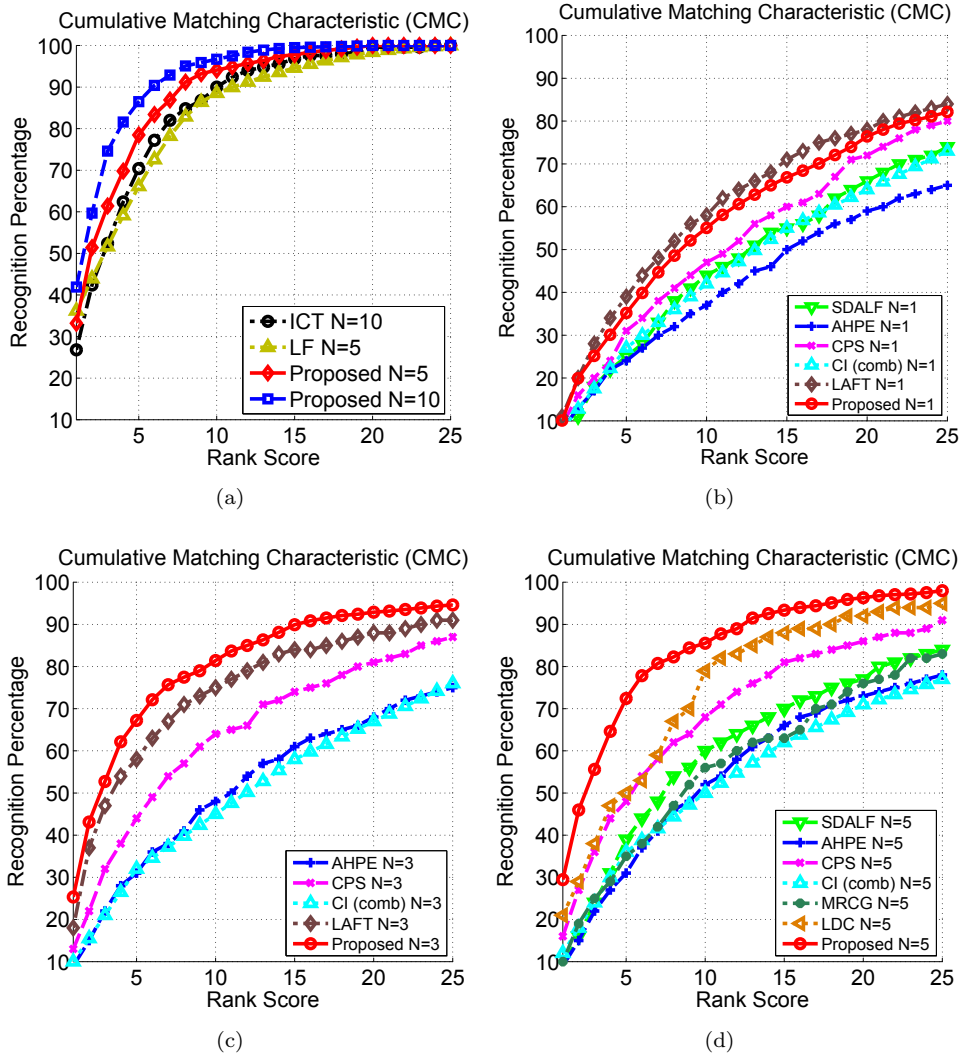 Cumulative Matching Characteristic (CMC)
100
90
80
70
60
50
40
30
20
10
Recognition Percentage
ICT N=10
LF N=5
Proposed N=5
Proposed N=10
5
10
15
20
25
Rank Score
(a)
Cumulative Matching Characteristic (CMC)
100
90
80
70
60
50
40
30
20
10
Recognition Percentage
SDALF N=1
AHPE N=1
CPS N=1
CI (comb) N=1
LAFT N=1
Proposed N=1
5
10
15
20
25
Rank Score
(b)
Cumulative Matching Characteristic (CMC)
100
90
80
70
60
50
40
30
20
10
Recognition Percentage
AHPE N=3
CPS N=3
CI (comb) N=3
LAFT N=3
Proposed N=3
5
10
15
20
25
Rank Score
(c)
Cumulative Matching Characteristic (CMC)
100
90
80
70
60
50
40
30
20
10
Recognition Percentage
SDALF N=5
AHPE N=5
CPS N=5
CI (comb) N=5
MRCG N=5
LDC N=5
Proposed N=5
5
10
15
20
25
Rank Score
(d)